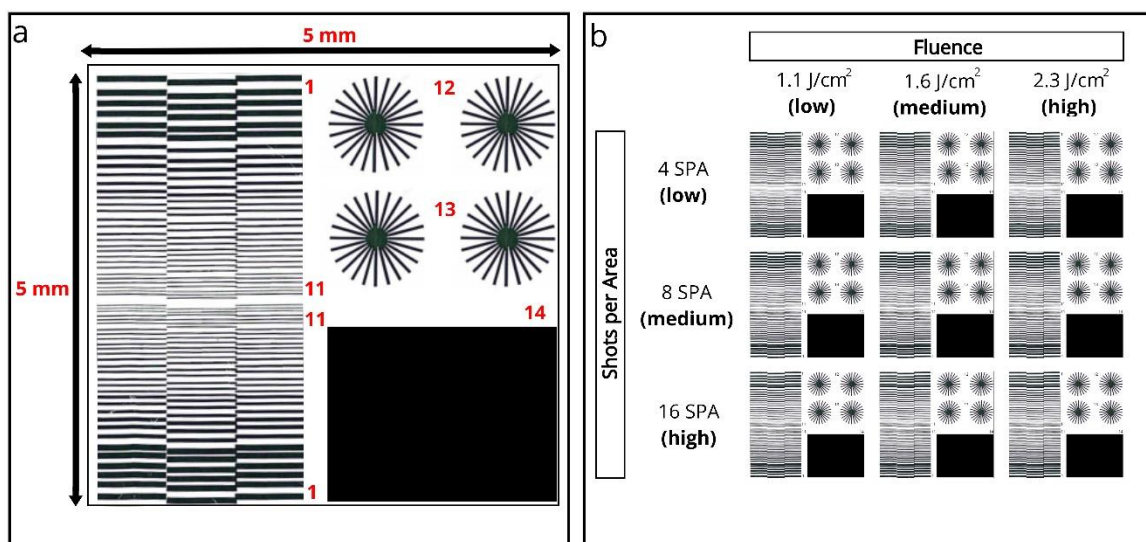 a
5 mm
5 mm
1
12
13
11
11
14
1
b
Fluence
1.1 J/cm²
(low)
1.6 J/cm²
(medium)
2.3 J/cm²
(high)
Shots per Area
4 SPA
(low)
8 SPA
(medium)
16 SPA
(high)